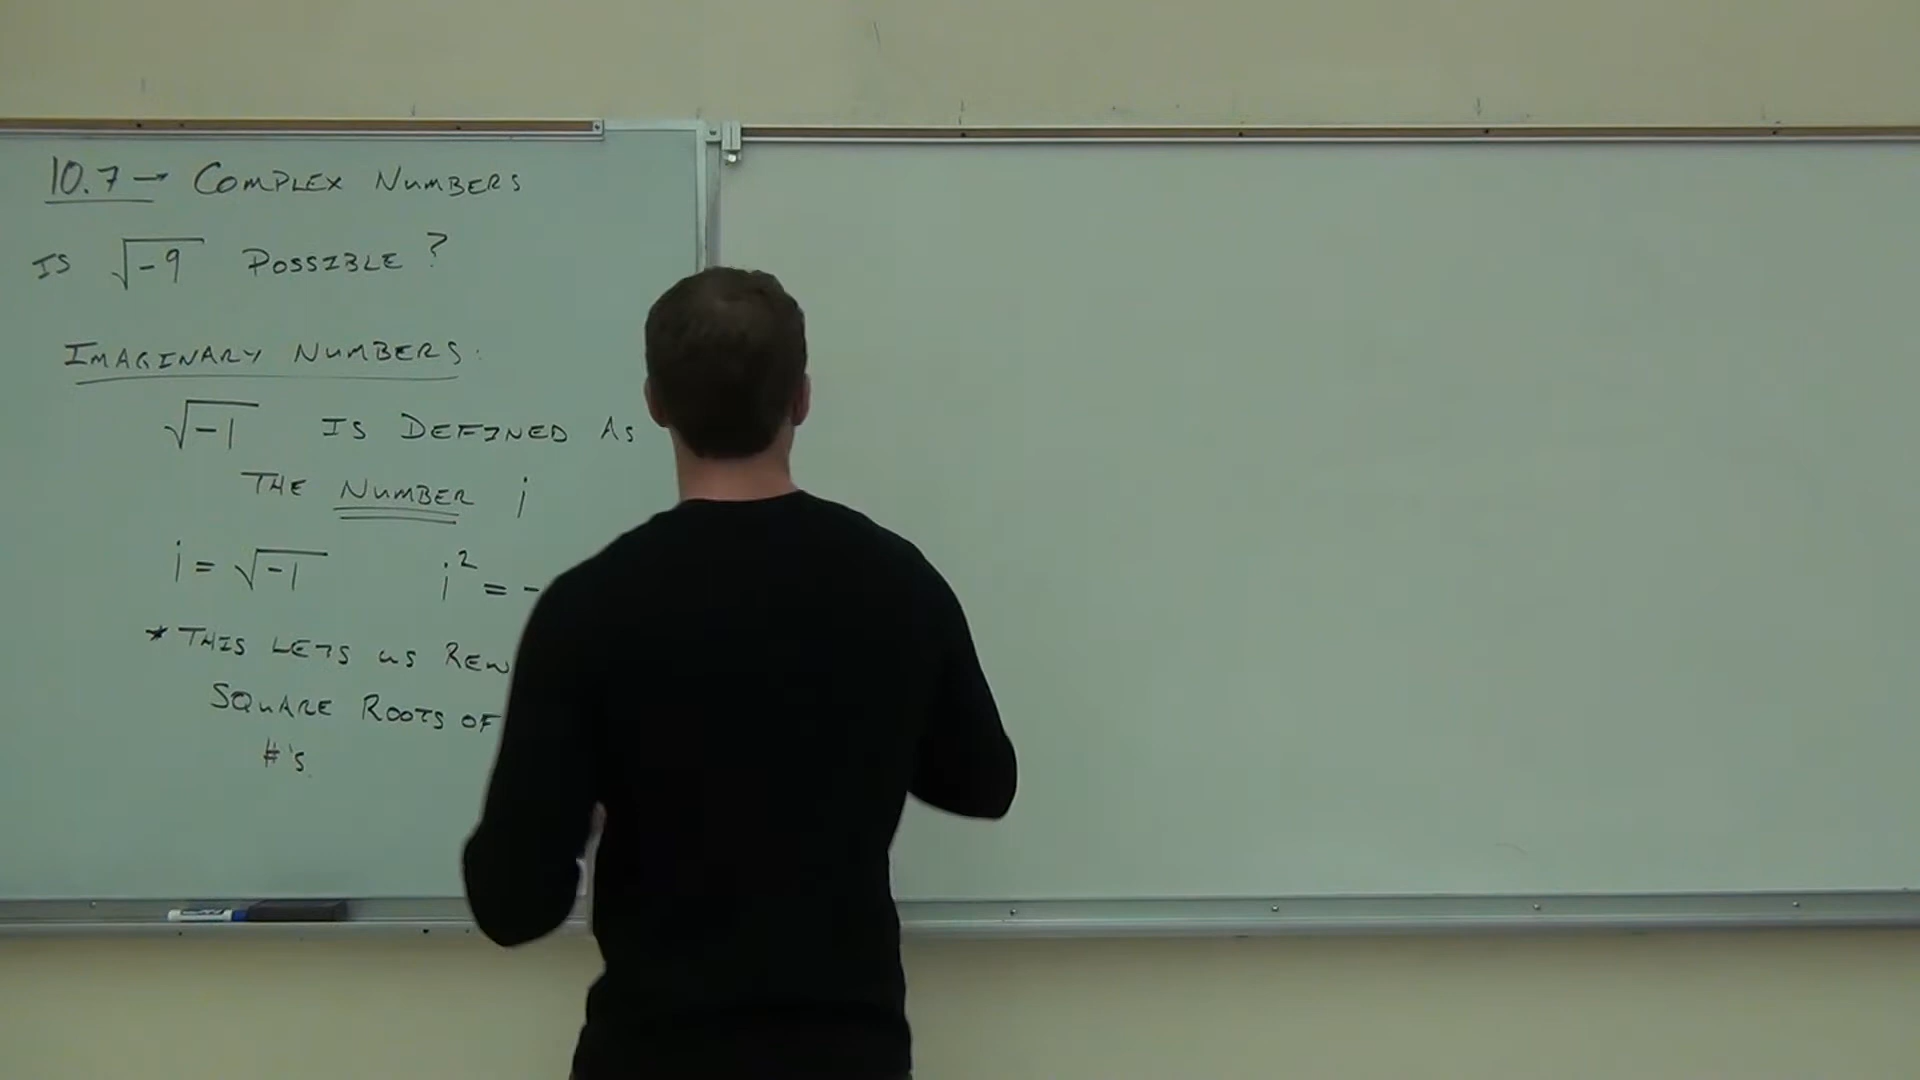 10.7 → COMPLEX NUMBERS
IS √-9 POSSIBLE?
IMAGINARY NUMBERS:
√-1 IS DEFINED AS
THE NUMBER i
i = √-1 i² = -
* THIS LETS US REW
SQUARE ROOTS OF
#'s.